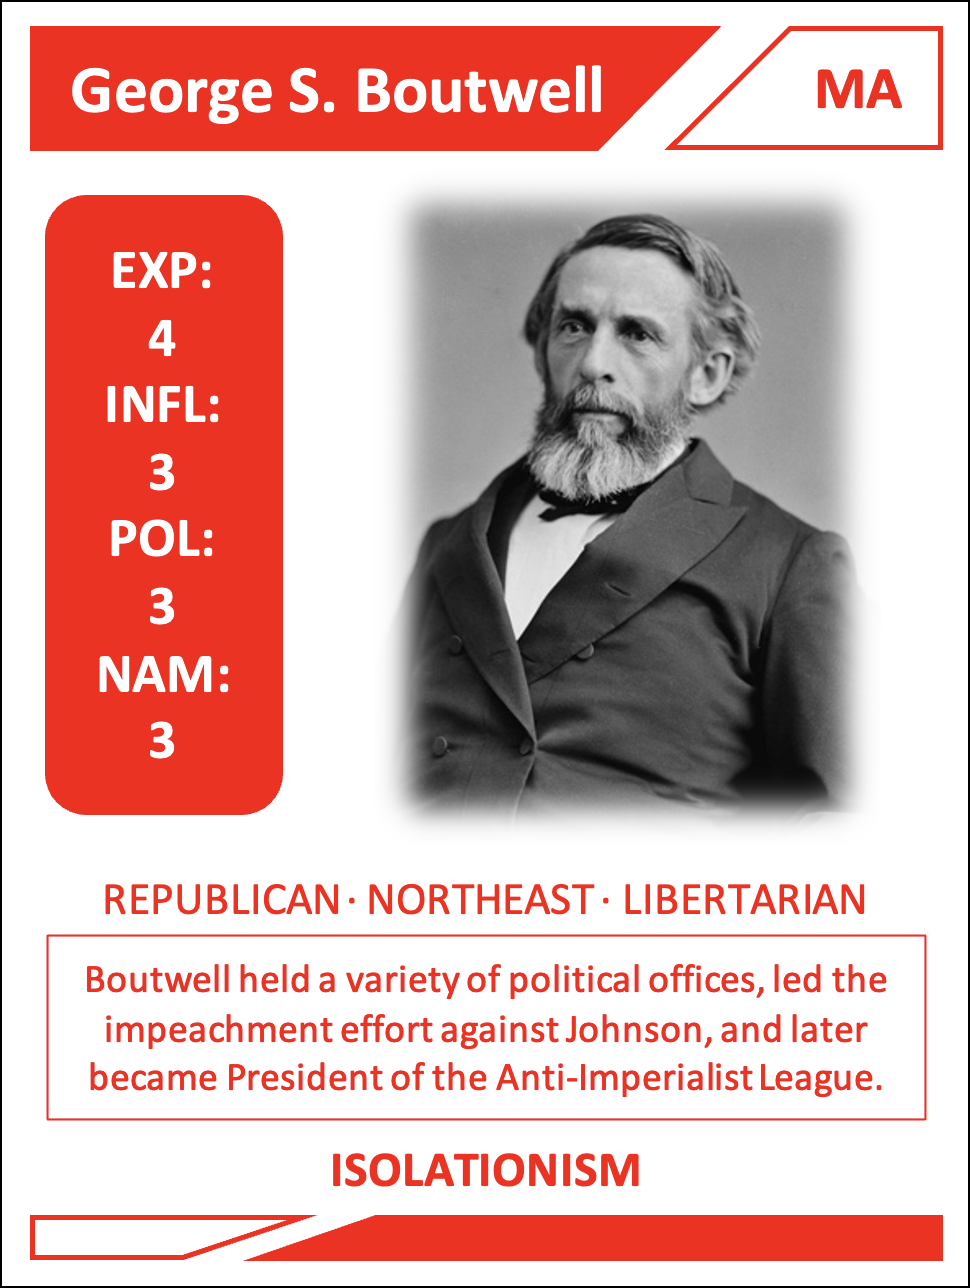 George S. Boutwell
MA
EXP:
4
INFL:
3
POL:
3
NAM:
3
REPUBLICAN · NORTHEAST · LIBERTARIAN
Boutwell held a variety of political offices, led the
impeachment effort against Johnson, and later
became President of the Anti-Imperialist League.
ISOLATIONISM